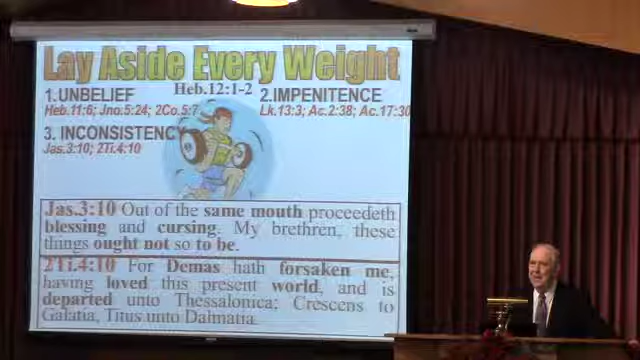 Lay Aside Every Weight
Heb.12:1-2
1.UNBELIEF
Heb.11:6; Jno.5:24; 2Co.5:7
2.IMPENITENCE
Lk.13:3; Ac.2:38; Ac.17:30
3. INCONSISTENCY
Jas.3:10; 2Ti.4:10
Jas.3:10 Out of the same mouth proceedeth
blessing and cursing. My brethren, these
things ought not so to be.
2Ti.4:10 For Demas hath forsaken me,
having loved this present world, and is
departed unto Thessalonica; Crescens to
Galatia, Titus unto Dalmatia.